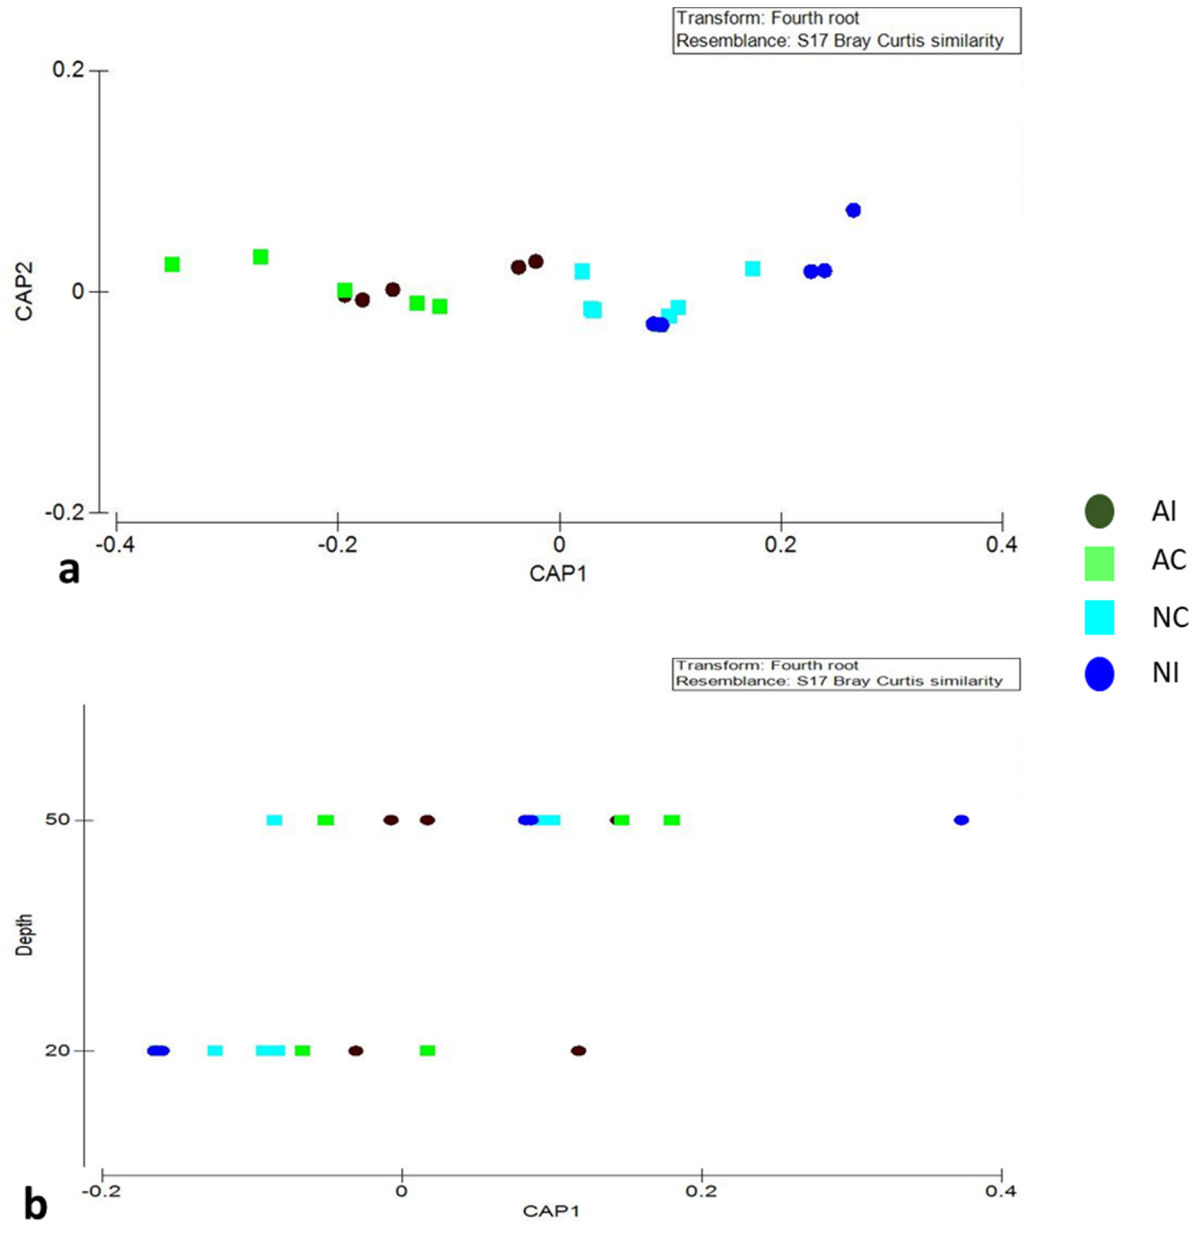 Transform: Fourth root
Resemblance: S17 Bray Curtis similarity
0.2
CAP2
0
-0.2
-0.4
-0.2
0
0.2
0.4
CAP1
a
AI
AC
NC
NI
Transform: Fourth root
Resemblance: S17 Bray Curtis similarity
50
Depth
20
-0.2
0
0.2
0.4
CAP1
b